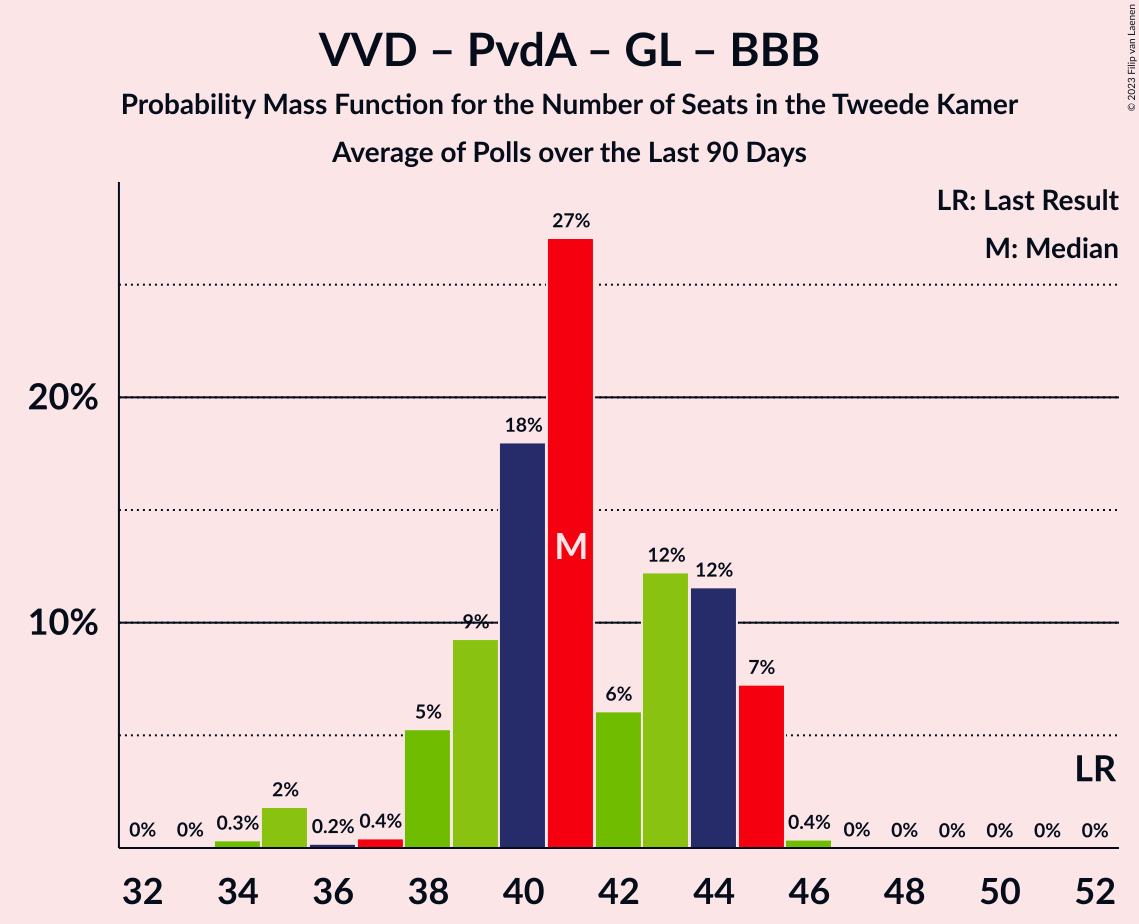 VVD – PvdA – GL – BBB
Probability Mass Function for the Number of Seats in the Tweede Kamer
Average of Polls over the Last 90 Days
© 2023 Filip van Laenen
LR: Last Result
M: Median
27%
20%
18%
M
12%
12%
10%
9%
7%
6%
5%
LR
2%
0% 0% 0.3% 0.2% 0.4% 0.4% 0% 0% 0% 0% 0% 0%
32 34 36 38 40 42 44 46 48 50 52